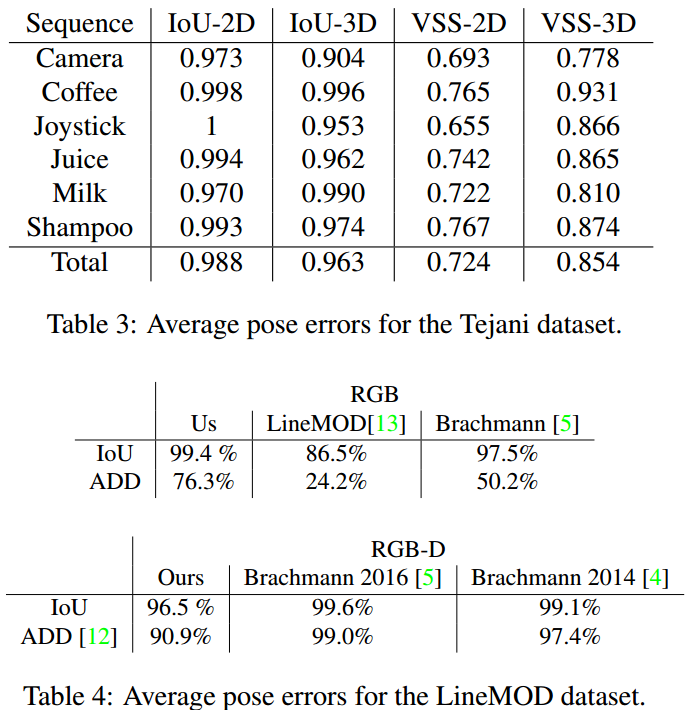 Sequence IoU-2D IoU-3D VSS-2D VSS-3D
Camera 0.973 0.904 0.693 0.778
Coffee 0.998 0.996 0.765 0.931
Joystick 1 0.953 0.655 0.866
Juice 0.994 0.962 0.742 0.865
Milk 0.970 0.990 0.722 0.810
Shampoo 0.993 0.974 0.767 0.874
Total 0.988 0.963 0.724 0.854
Table 3: Average pose errors for the Tejani dataset.
RGB
Us LineMOD[13] Brachmann [5]
IoU 99.4 % 86.5% 97.5%
ADD 76.3% 24.2% 50.2%
RGB-D
Ours Brachmann 2016 [5] Brachmann 2014 [4]
IoU 96.5 % 99.6% 99.1%
ADD [12] 90.9% 99.0% 97.4%
Table 4: Average pose errors for the LineMOD dataset.